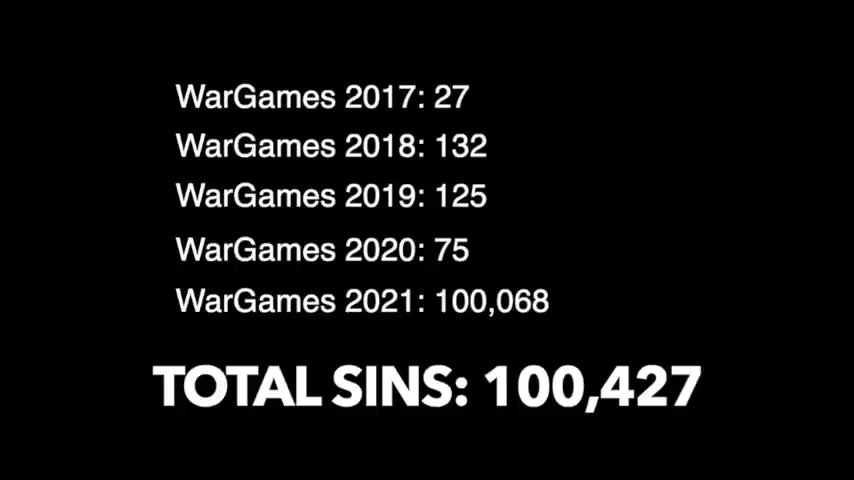 WarGames 2017: 27
WarGames 2018: 132
WarGames 2019: 125
WarGames 2020: 75
WarGames 2021: 100,068
TOTAL SINS: 100,427